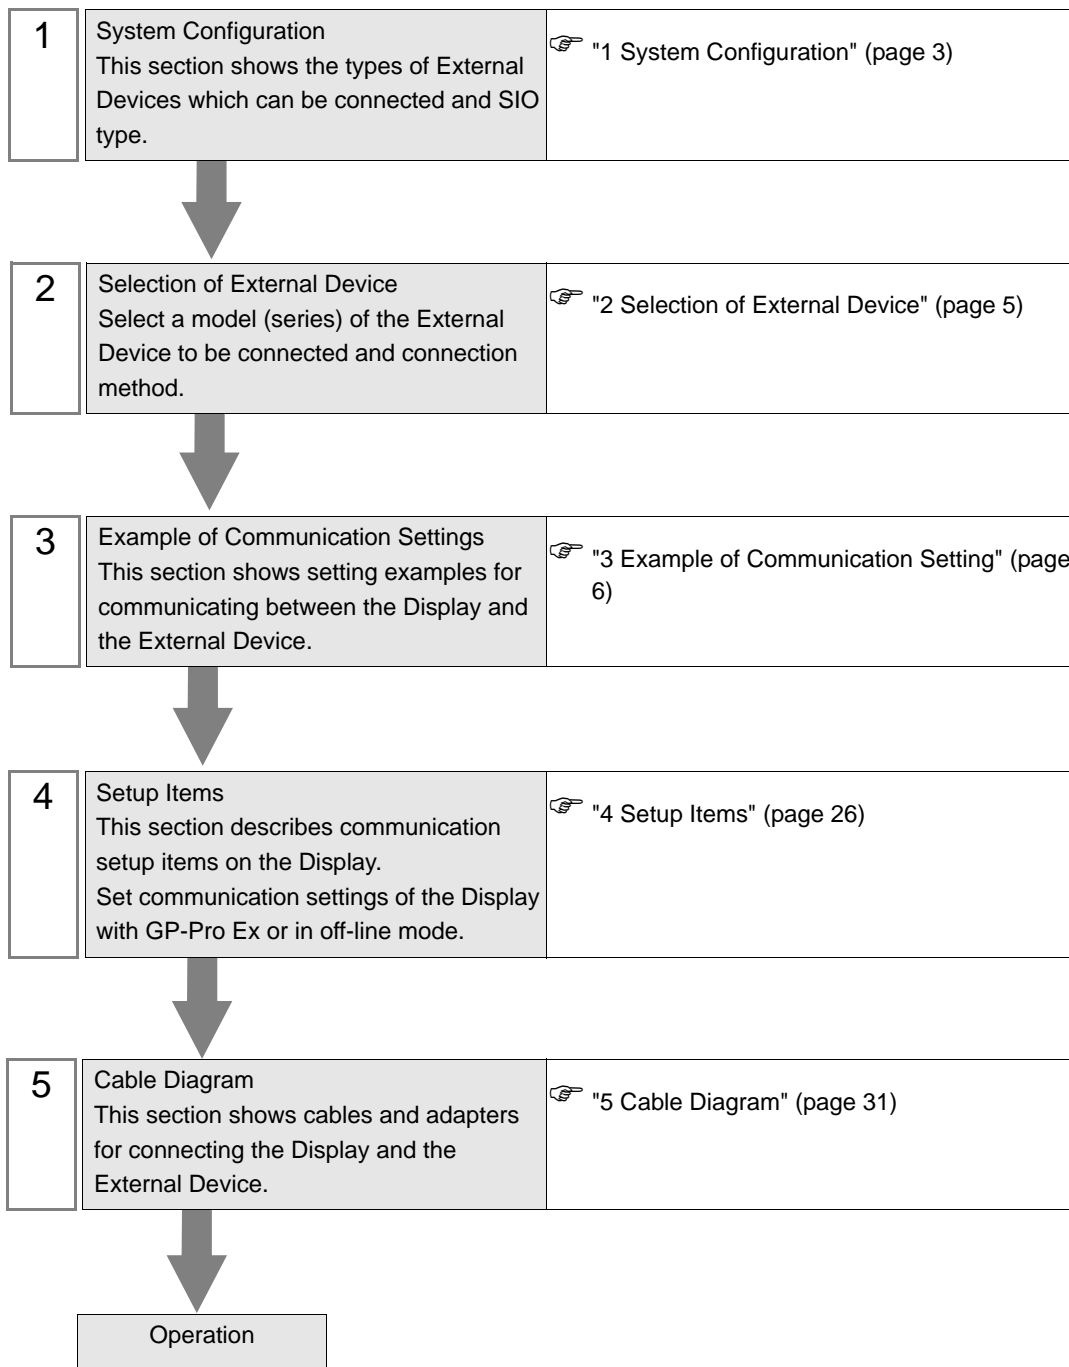 1
System Configuration
This section shows the types of External
Devices which can be connected and SIO
type.
"1 System Configuration" (page 3)
2
Selection of External Device
Select a model (series) of the External
Device to be connected and connection
method.
"2 Selection of External Device" (page 5)
3
Example of Communication Settings
This section shows setting examples for
communicating between the Display and
the External Device.
"3 Example of Communication Setting" (page
6)
4
Setup Items
This section describes communication
setup items on the Display.
Set communication settings of the Display
with GP-Pro Ex or in off-line mode.
"4 Setup Items" (page 26)
5
Cable Diagram
This section shows cables and adapters
for connecting the Display and the
External Device.
"5 Cable Diagram" (page 31)
Operation